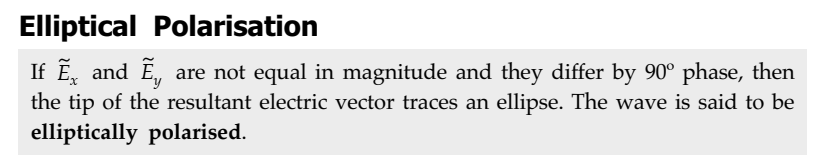 Elliptical Polarisation
If Ẽx and Ẽy are not equal in magnitude and they differ by 90º phase, then
the tip of the resultant electric vector traces an ellipse. The wave is said to be
elliptically polarised.